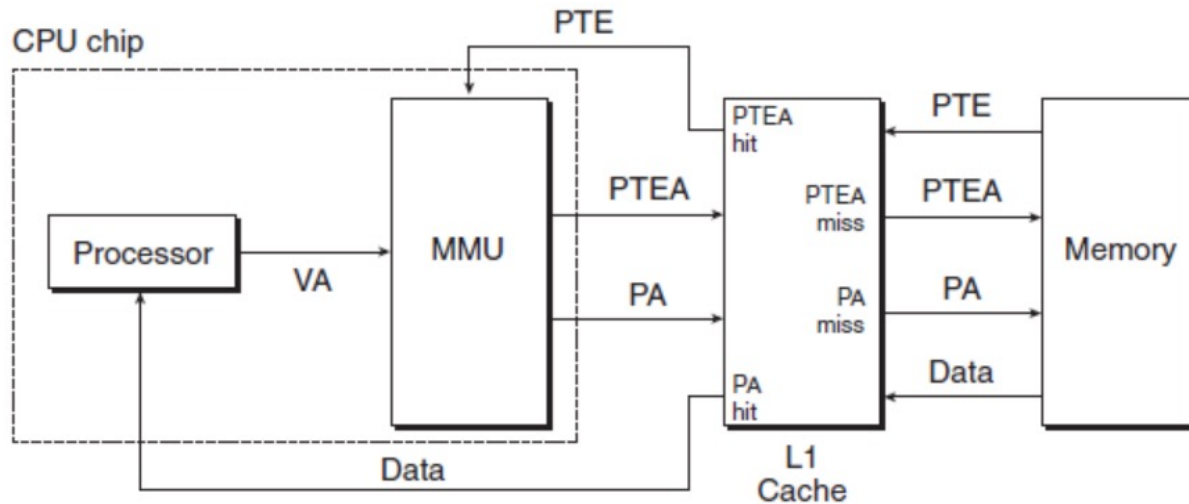 PTE
CPU chip
PTEA
hit
PTE
PTEA
PTEA
miss
PTEA
Processor
MMU
Memory
VA
PA
PA
miss
PA
PA
hit
Data
Data
L1
Cache